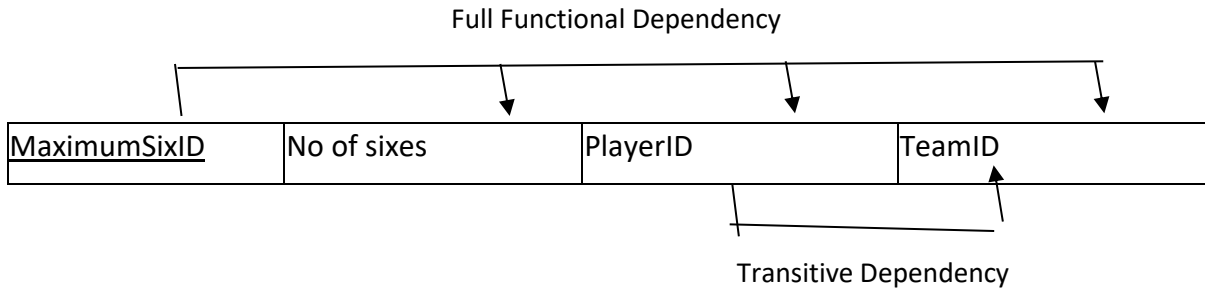 Full Functional Dependency
MaximumSixID No of sixes PlayerID TeamID
Transitive Dependency